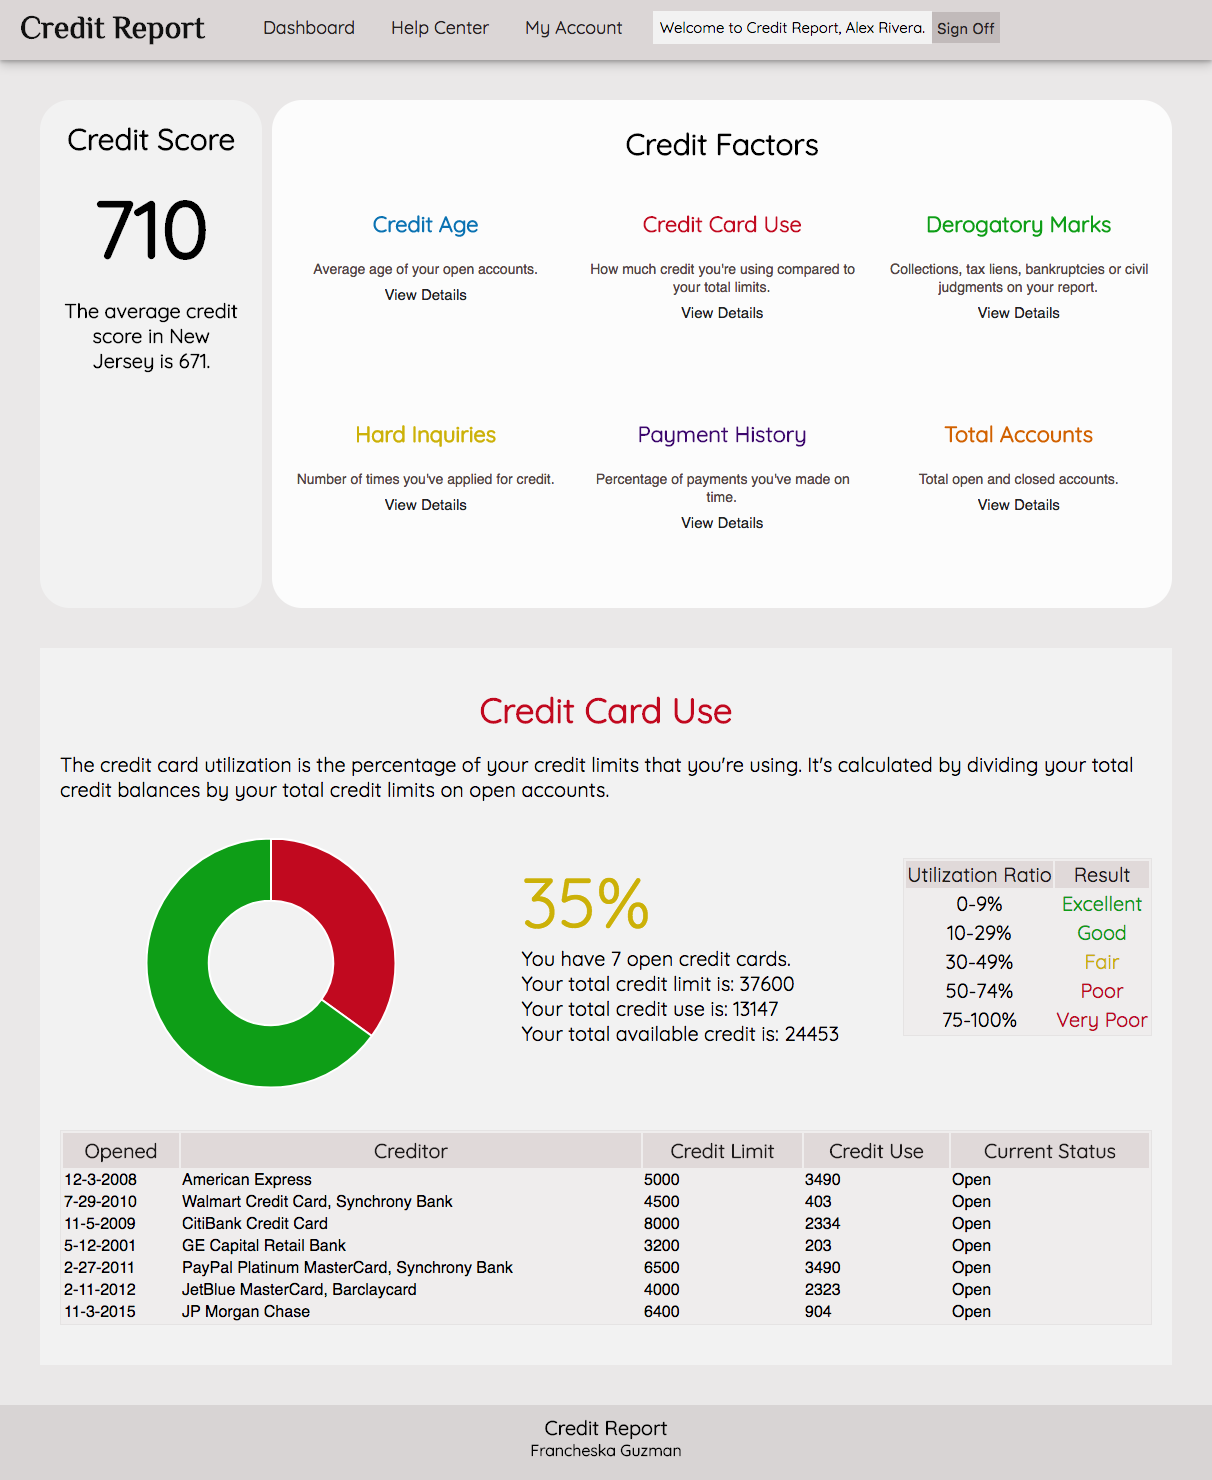 Credit Report
Dashboard
Help Center
My Account
Welcome to Credit Report, Alex Rivera.
Sign Off
Credit Score
710
The average credit
score in New
Jersey is 671.
Credit Factors
Credit Age
Average age of your open accounts.
View Details
Credit Card Use
How much credit you're using compared to
your total limits.
View Details
Derogatory Marks
Collections, tax liens, bankruptcies or civil
judgments on your report.
View Details
Hard Inquiries
Number of times you've applied for credit.
View Details
Payment History
Percentage of payments you've made on
time.
View Details
Total Accounts
Total open and closed accounts.
View Details
Credit Card Use
The credit card utilization is the percentage of your credit limits that you're using. It's calculated by dividing your total
credit balances by your total credit limits on open accounts.
35%
You have 7 open credit cards.
Your total credit limit is: 37600
Your total credit use is: 13147
Your total available credit is: 24453
Utilization Ratio Result
0-9% Excellent
10-29% Good
30-49% Fair
50-74% Poor
75-100% Very Poor
Opened Creditor Credit Limit Credit Use Current Status
12-3-2008 American Express 5000 3490 Open
7-29-2010 Walmart Credit Card, Synchrony Bank 4500 403 Open
11-5-2009 CitiBank Credit Card 8000 2334 Open
5-12-2001 GE Capital Retail Bank 3200 203 Open
2-27-2011 PayPal Platinum MasterCard, Synchrony Bank 6500 3490 Open
2-11-2012 JetBlue MasterCard, Barclaycard 4000 2323 Open
11-3-2015 JP Morgan Chase 6400 904 Open
Credit Report
Francheska Guzman